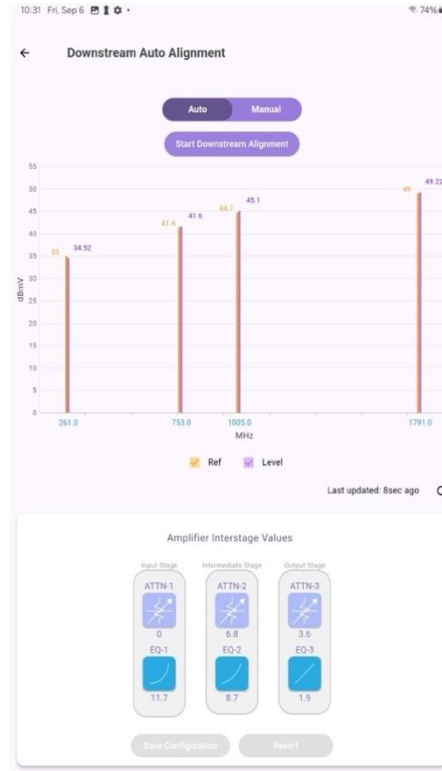 10:31 Fri, Sep 6
74%
Downstream Auto Alignment
Auto Manual
Start Downstream Alignment
55
50
45
40
35
30
25
20
15
10
5
0
dBmV
35 34.52
41.6
44.7 45.1
49 49.22
261.0 753.0 1005.0 1791.0
MHz
Ref Level
Last updated: 8sec ago
Amplifier Interstage Values
Input Stage Intermediate Stage Output Stage
ATTN-1 ATTN-2 ATTN-3
0 6.8 3.6
EQ-1 EQ-2 EQ-3
11.7 8.7 1.9
Save Configuration Revert